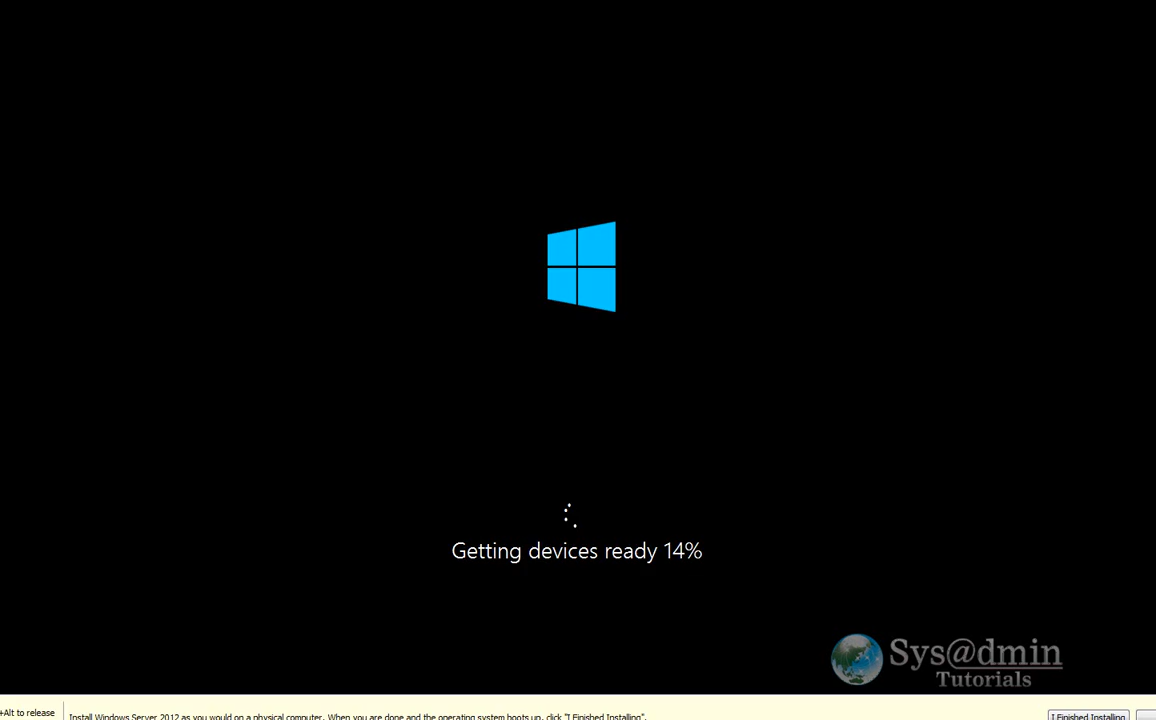 Getting devices ready 14%
Sys@dmin
Tutorials
+Alt to release
Install Windows Server 2012 as you would on a physical computer. When you are done and the operating system boots up, click "I Finished Installing".
I Finished Installing